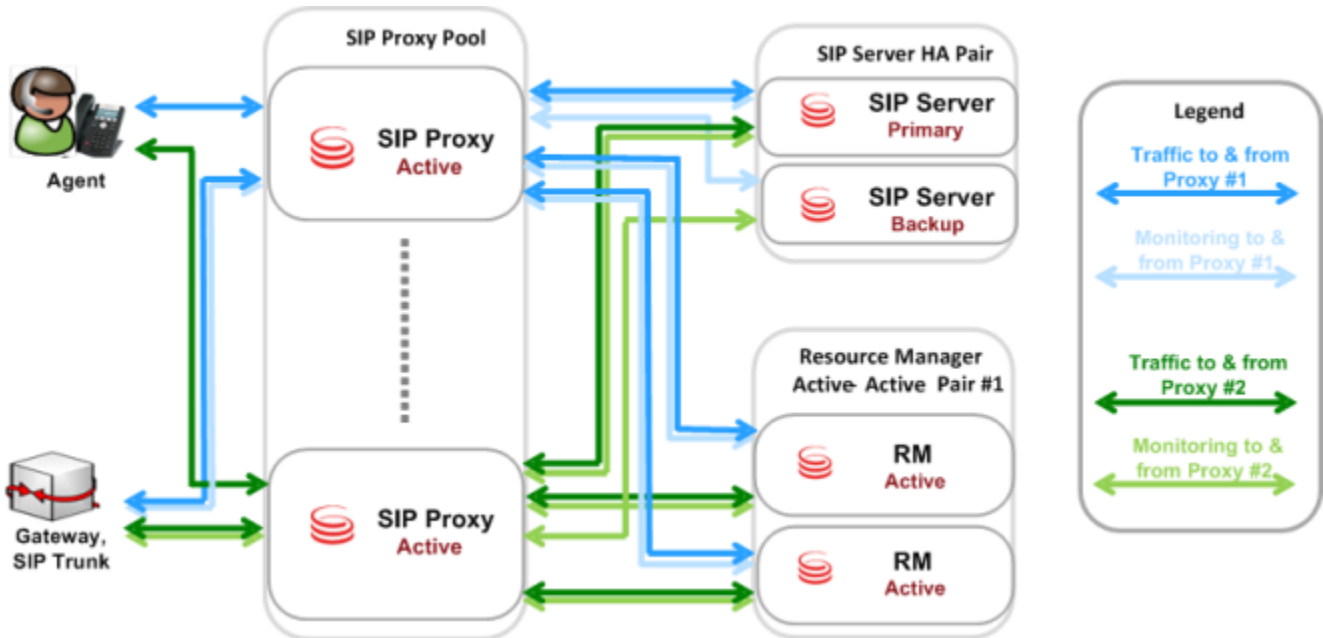 SIP Proxy Pool
SIP Proxy
Active
SIP Proxy
Active
Agent
Gateway,
SIP Trunk
SIP Server HA Pair
SIP Server
Primary
SIP Server
Backup
Resource Manager
Active- Active Pair #1
RM
Active
RM
Active
Legend
Traffic to & from
Proxy #1
Monitoring to &
from Proxy #1
Traffic to & from
Proxy #2
Monitoring to &
from Proxy #2